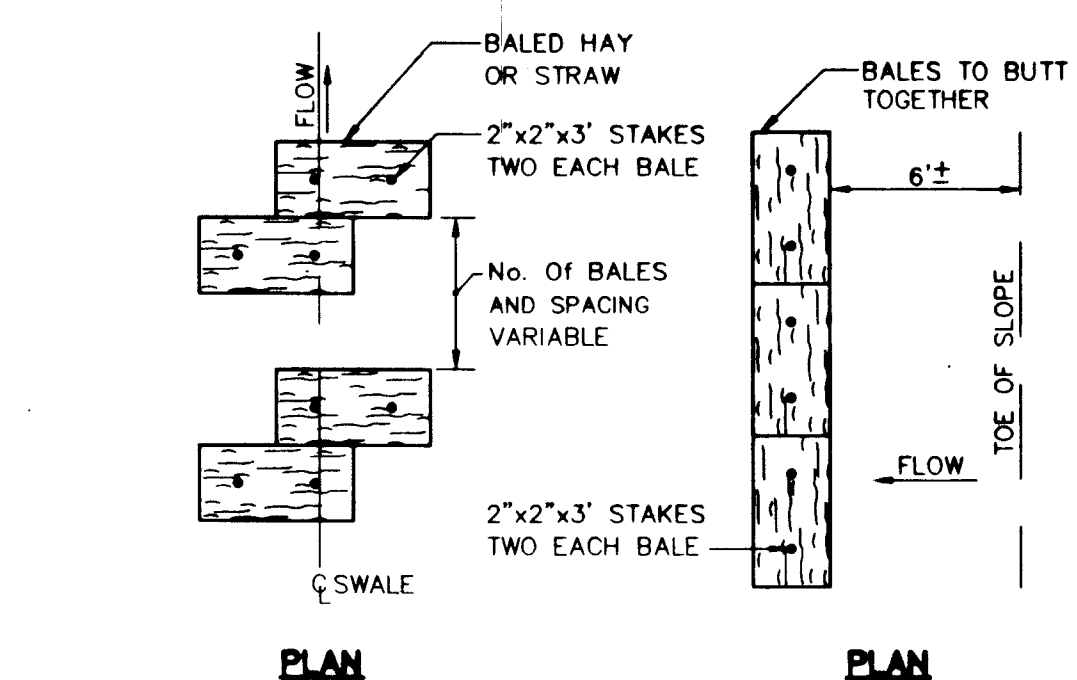 BALED HAY
OR STRAW
FLOW
2"x2"x3' STAKES
TWO EACH BALE
No. Of BALES
AND SPACING
VARIABLE
℄ SWALE
PLAN
BALES TO BUTT
TOGETHER
6'±
TOE OF SLOPE
FLOW
2"x2"x3' STAKES
TWO EACH BALE
PLAN